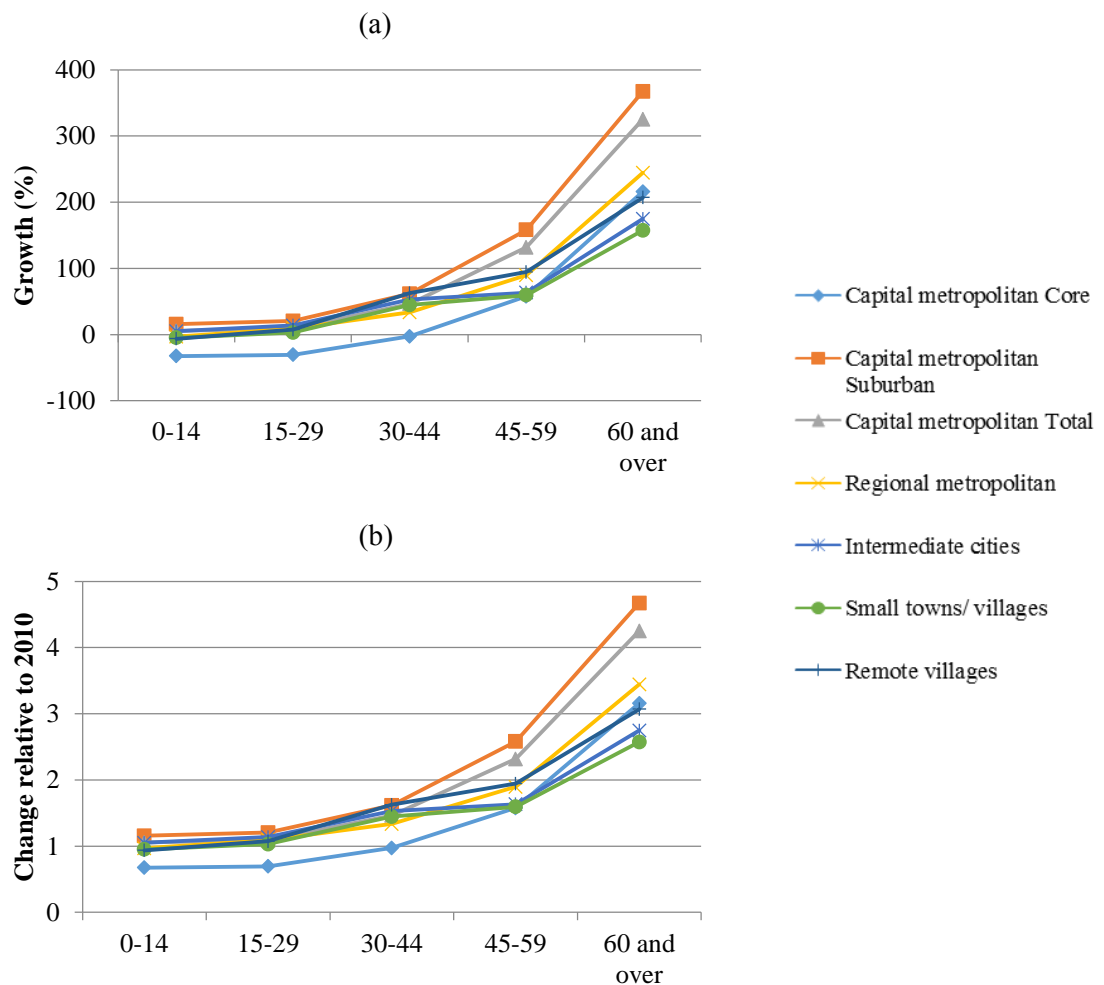 (a)
Growth (%)
400
300
200
100
0
-100
0-14
15-29
30-44
45-59
60 and
over
Capital metropolitan Core
Capital metropolitan
Suburban
Capital metropolitan Total
Regional metropolitan
Intermediate cities
Small towns/ villages
Remote villages
(b)
Change relative to 2010
5
4
3
2
1
0
0-14
15-29
30-44
45-59
60 and
over